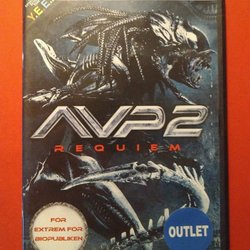 AVP2
REQUIEM
FÖR
EXTREM FÖR
BIOPUBLIKEN
OUTLET